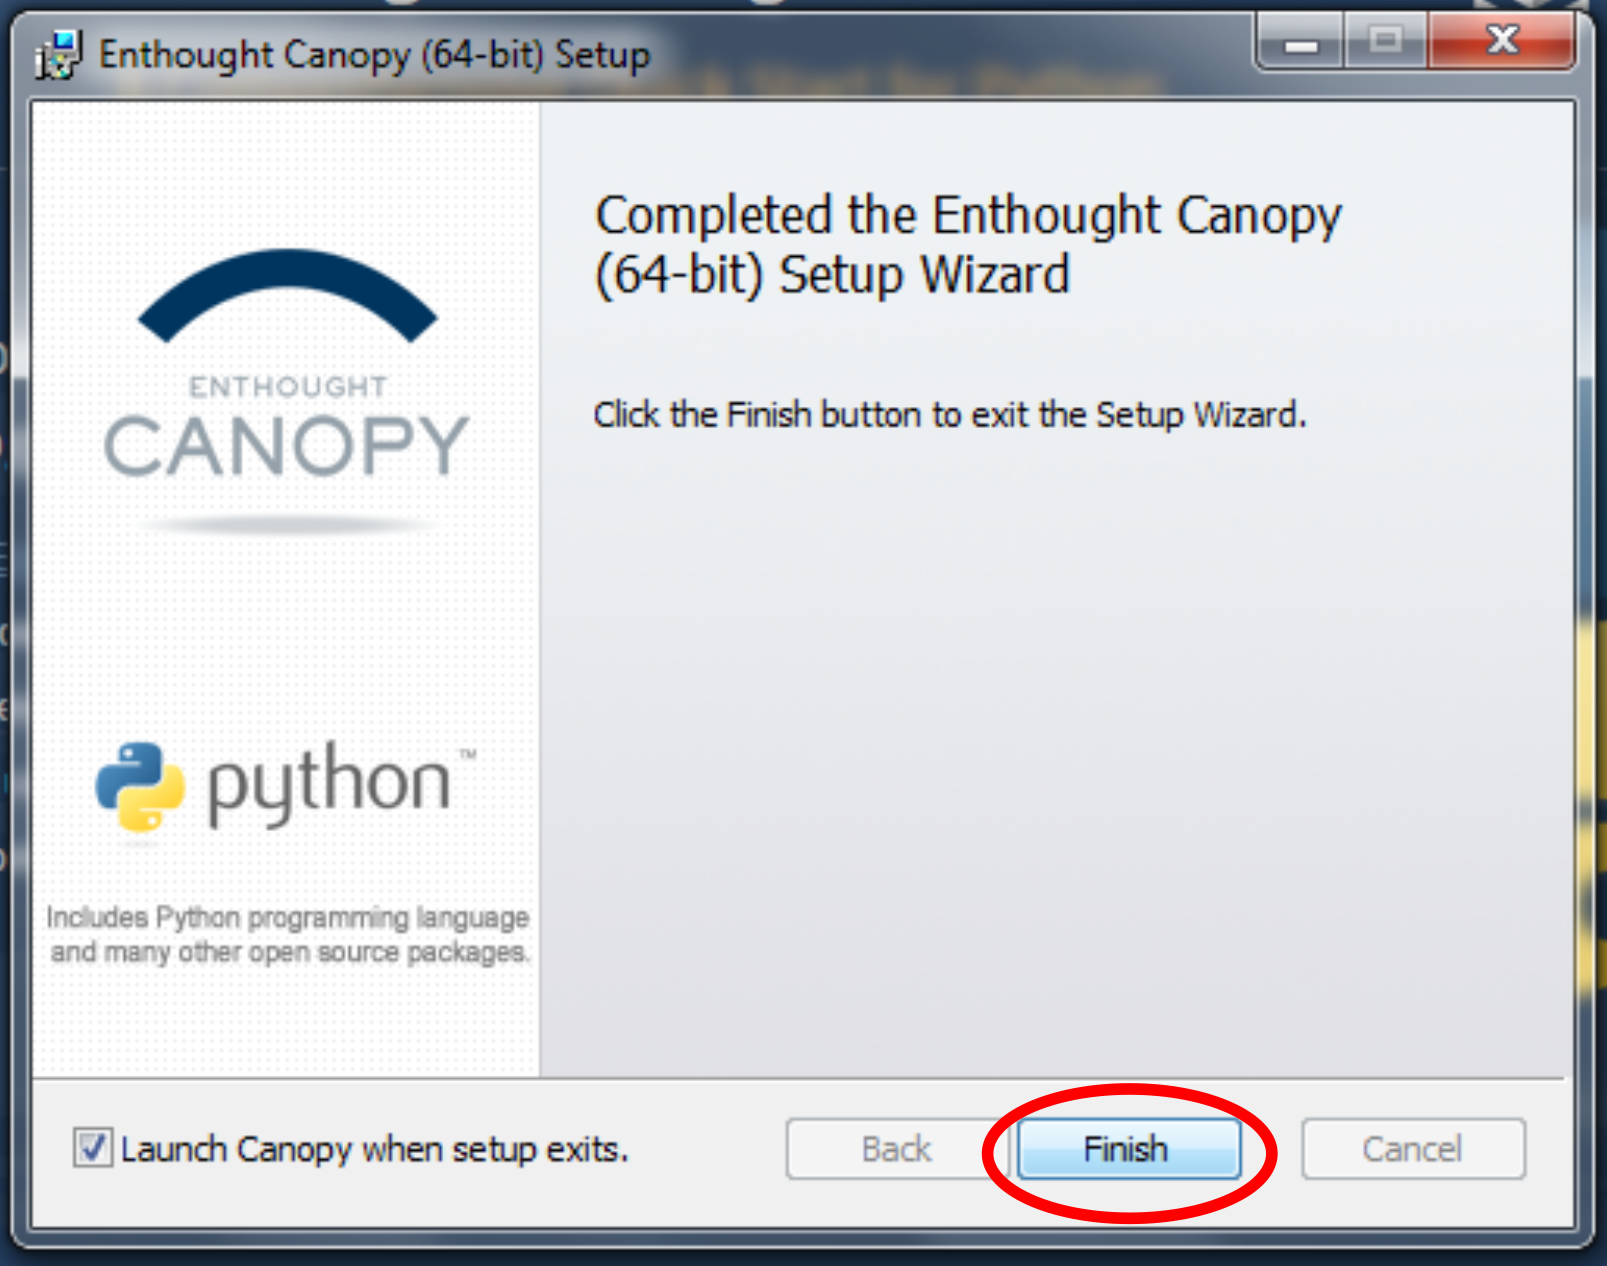 Enthought Canopy (64-bit) Setup
Completed the Enthought Canopy
(64-bit) Setup Wizard
Click the Finish button to exit the Setup Wizard.
ENTHOUGHT
CANOPY
python™
Includes Python programming language
and many other open source packages.
Launch Canopy when setup exits.
Back
Finish
Cancel